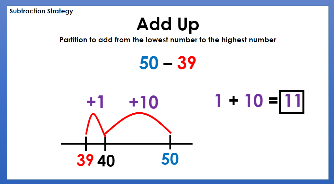 Subtraction Strategy
Add Up
Partition to add from the lowest number to the highest number
50 – 39
+1 +10
1 + 10 = 11
39 40 50